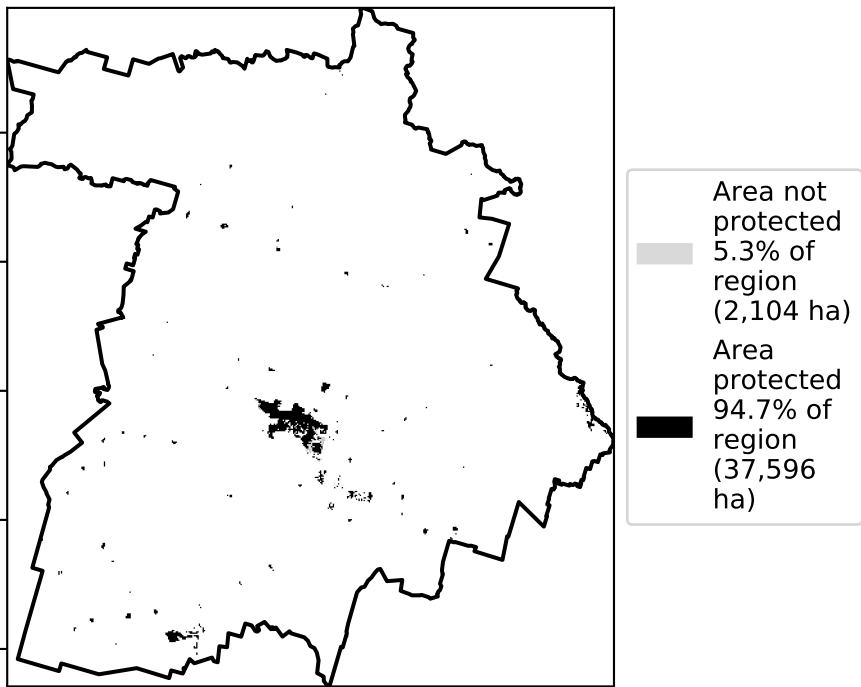 Area not
protected
5.3% of
region
(2,104 ha)
Area
protected
94.7% of
region
(37,596
ha)